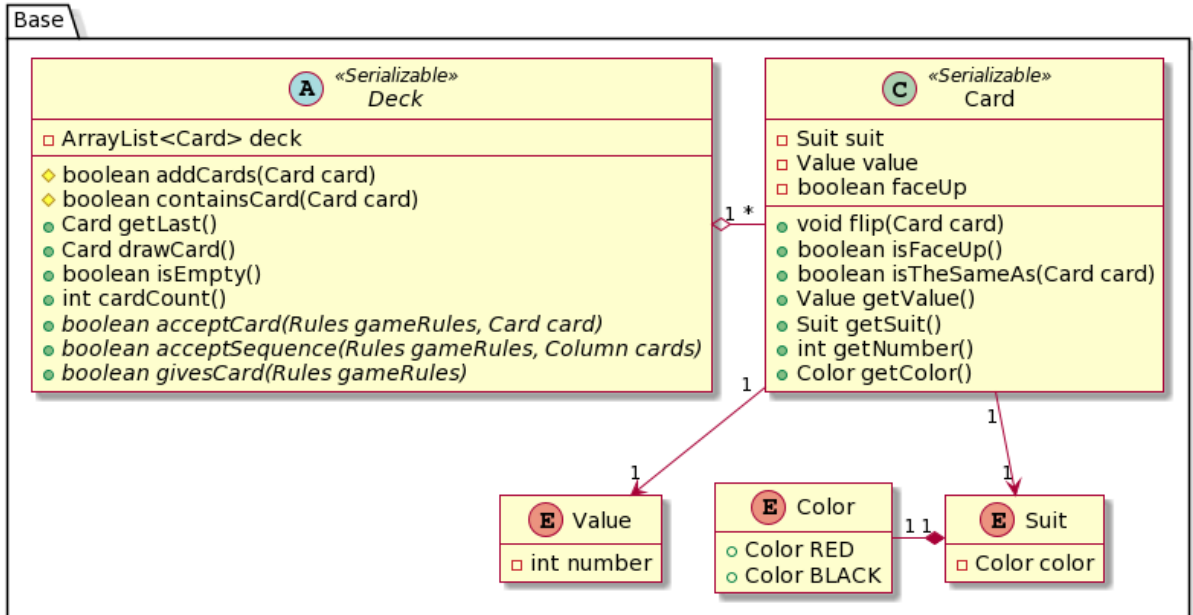 Base
A
«Serializable»
Deck
ArrayList<Card> deck
boolean addCards(Card card)
boolean containsCard(Card card)
Card getLast()
Card drawCard()
boolean isEmpty()
int cardCount()
boolean acceptCard(Rules gameRules, Card card)
boolean acceptSequence(Rules gameRules, Column cards)
boolean givesCard(Rules gameRules)
1 *
C
«Serializable»
Card
Suit suit
Value value
boolean faceUp
void flip(Card card)
boolean isFaceUp()
boolean isTheSameAs(Card card)
Value getValue()
Suit getSuit()
int getNumber()
Color getColor()
1
1
1
1
E Value
int number
E Color
Color RED
Color BLACK
1 1
E Suit
Color color